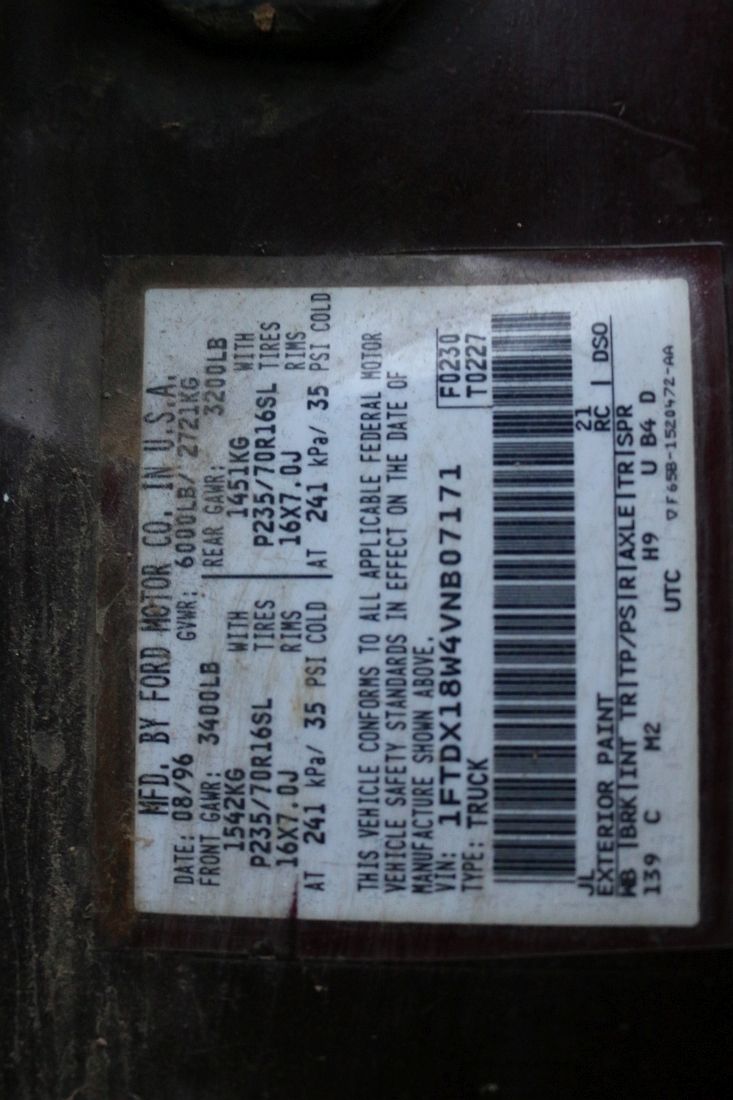 MFD. BY FORD MOTOR CO. IN U.S.A.
DATE: 08/96 GVWR: 6000LB/ 2721KG
FRONT GAWR: 3400LB REAR GAWR: 3200LB
1542KG WITH 1451KG WITH
P235/70R16SL TIRES P235/70R16SL TIRES
16X7.0J RIMS 16X7.0J RIMS
AT 241 kPa/ 35 PSI COLD AT 241 kPa/ 35 PSI COLD
THIS VEHICLE CONFORMS TO ALL APPLICABLE FEDERAL MOTOR
VEHICLE SAFETY STANDARDS IN EFFECT ON THE DATE OF
MANUFACTURE SHOWN ABOVE.
VIN: 1FTDX18W4VNB07171 F0230
TYPE: TRUCK T0227
JL 21
EXTERIOR PAINT RC | DSO
WB |BRK|INT TR|TP/PS|R|AXLE|TR|SPR
139 C M2 H9 U B4 D
UTC ▽F65B-1520472-AA